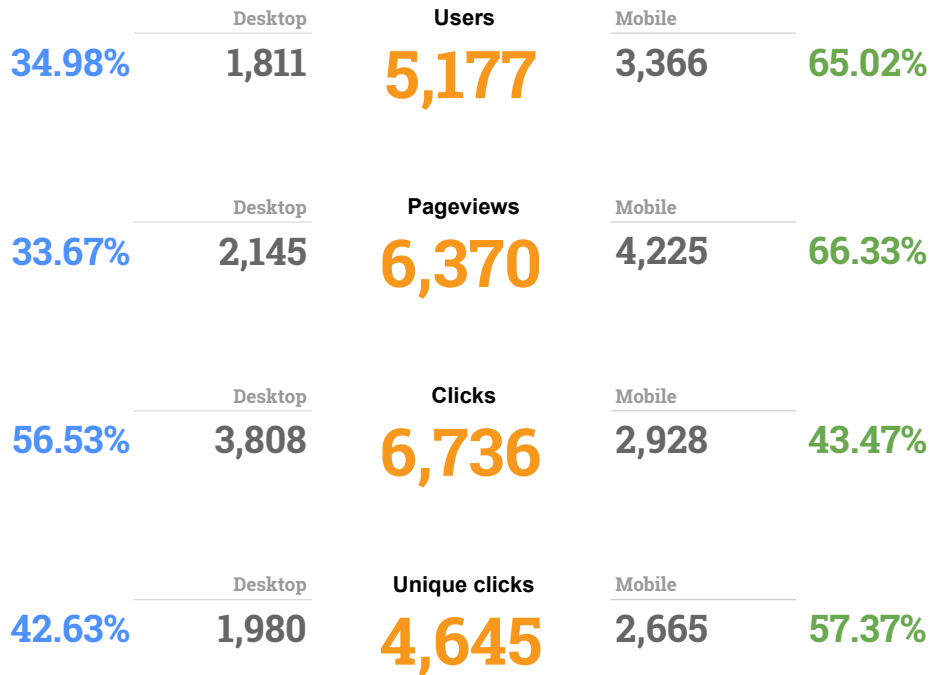 Desktop Users Mobile
34.98% 1,811 5,177 3,366 65.02%
Desktop Pageviews Mobile
33.67% 2,145 6,370 4,225 66.33%
Desktop Clicks Mobile
56.53% 3,808 6,736 2,928 43.47%
Desktop Unique clicks Mobile
42.63% 1,980 4,645 2,665 57.37%